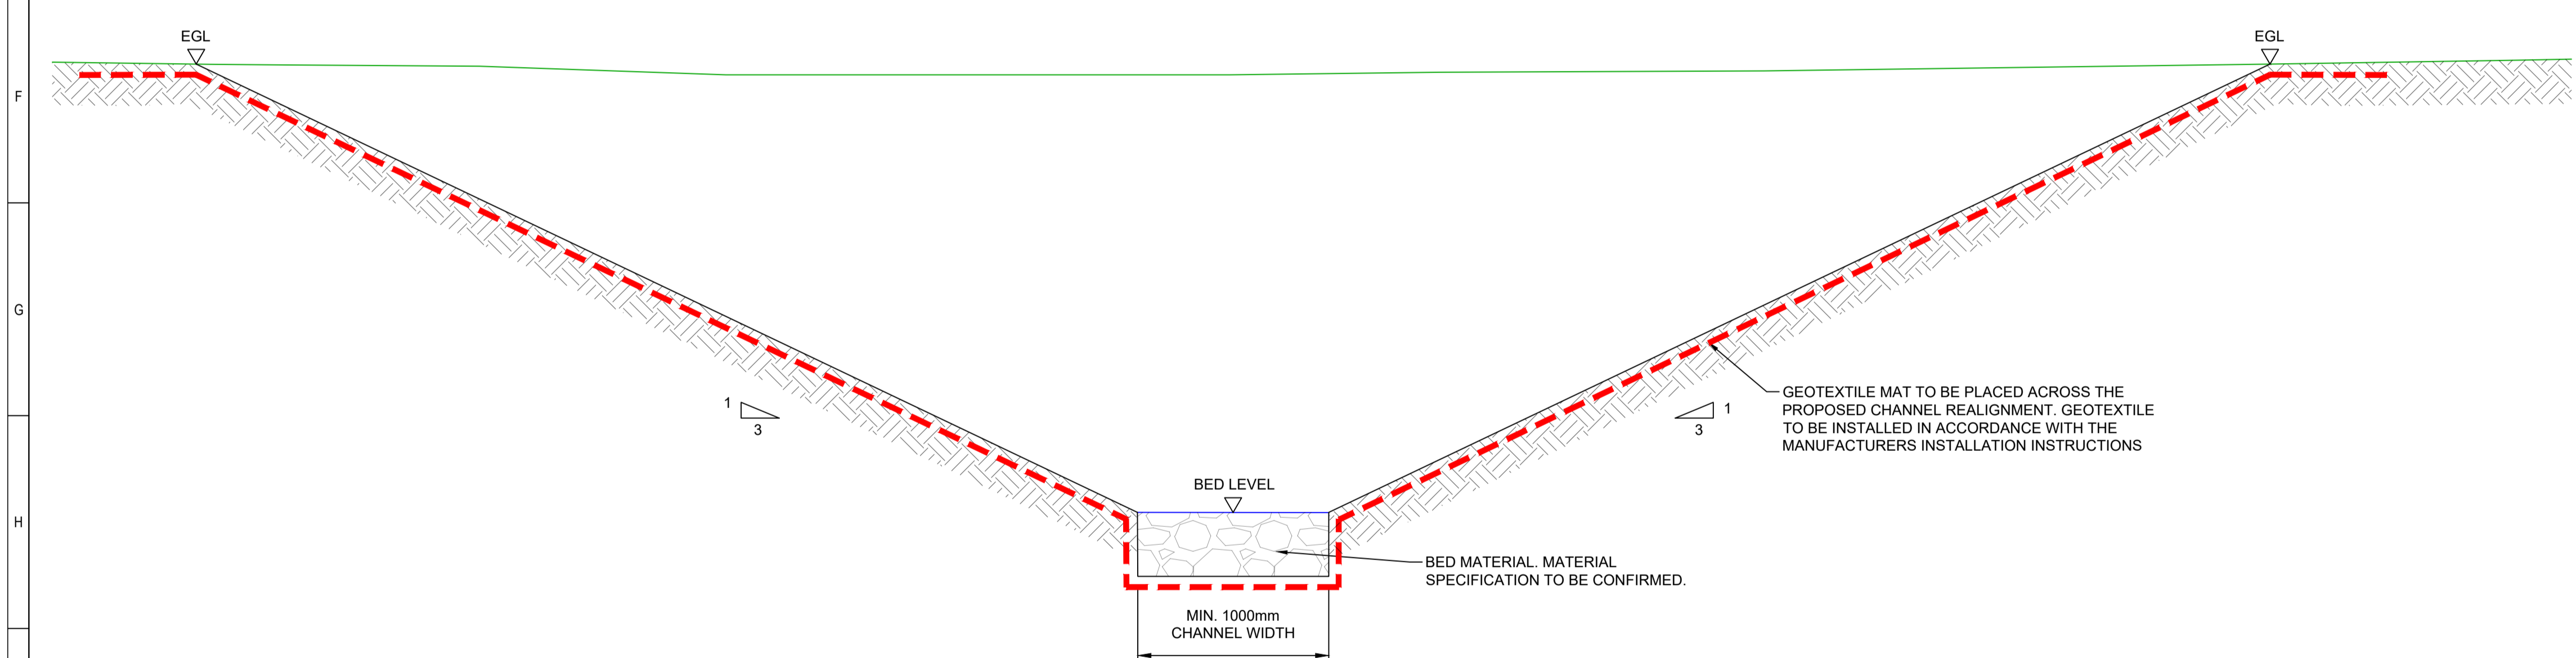 EGL
EGL
F
G
H
1
3
1
3
GEOTEXTILE MAT TO BE PLACED ACROSS THE
PROPOSED CHANNEL REALIGNMENT. GEOTEXTILE
TO BE INSTALLED IN ACCORDANCE WITH THE
MANUFACTURERS INSTALLATION INSTRUCTIONS
BED LEVEL
BED MATERIAL. MATERIAL
SPECIFICATION TO BE CONFIRMED.
MIN. 1000mm
CHANNEL WIDTH